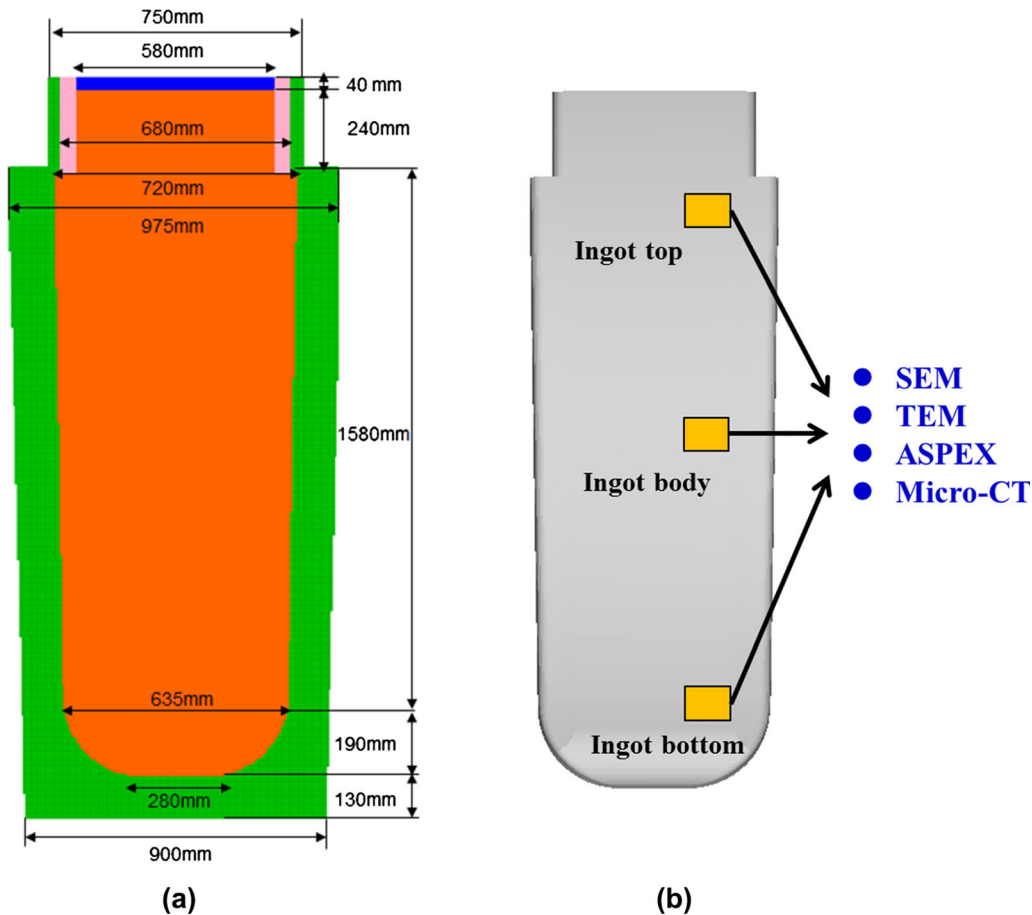 750mm
580mm
40 mm
240mm
680mm
720mm
975mm
1580mm
635mm
190mm
280mm
130mm
900mm
(a)
Ingot top
Ingot body
Ingot bottom
SEM
TEM
ASPEX
Micro-CT
(b)